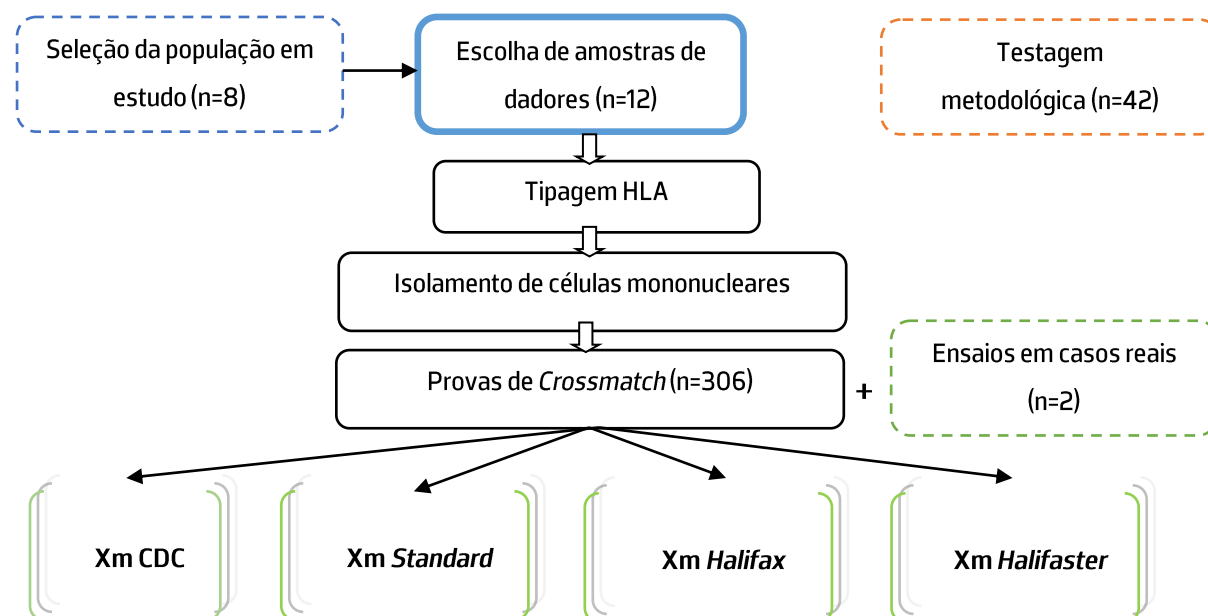 Seleção da população em
estudo (n=8)
Escolha de amostras de
dadores (n=12)
Testagem
metodológica (n=42)
Tipagem HLA
Isolamento de células mononucleares
Provas de Crossmatch (n=306)
+
Ensaios em casos reais
(n=2)
Xm CDC
Xm Standard
Xm Halifax
Xm Halifaster